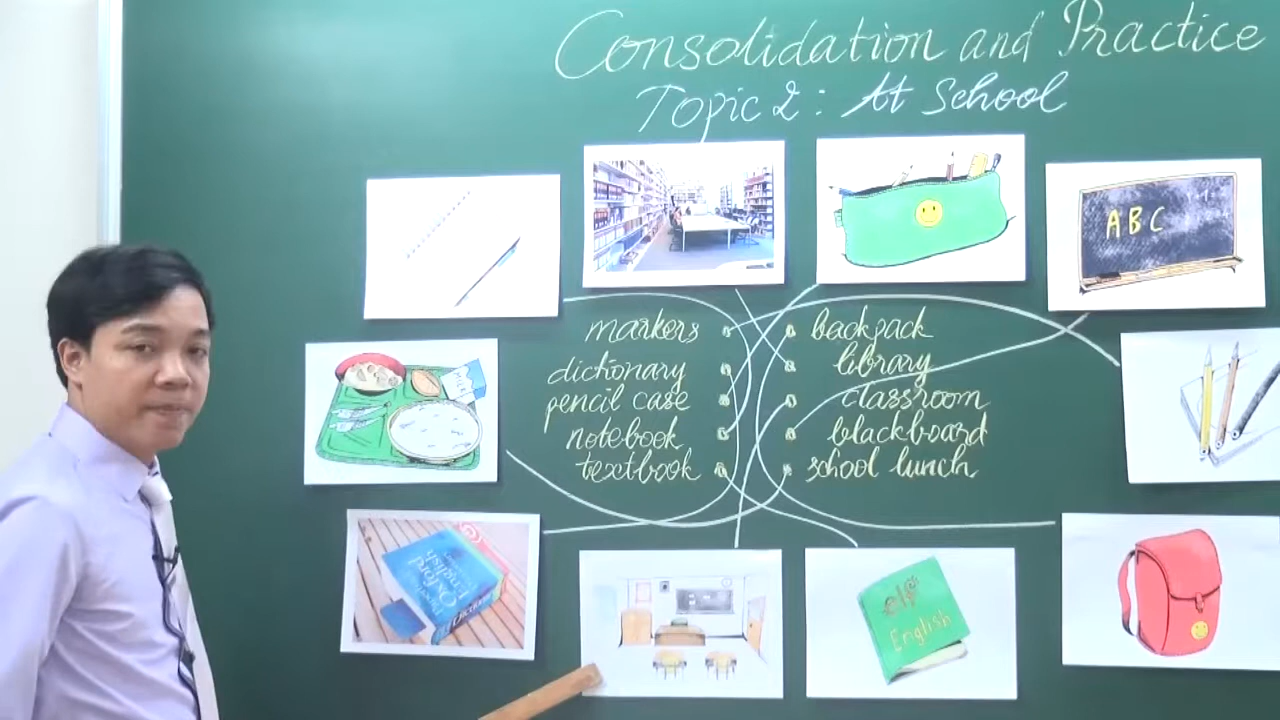 Consolidation and Practice
Topic 2: At School
ABC
markers
dictionary
pencil case
notebook
textbook
backpack
library
classroom
blackboard
school lunch
English